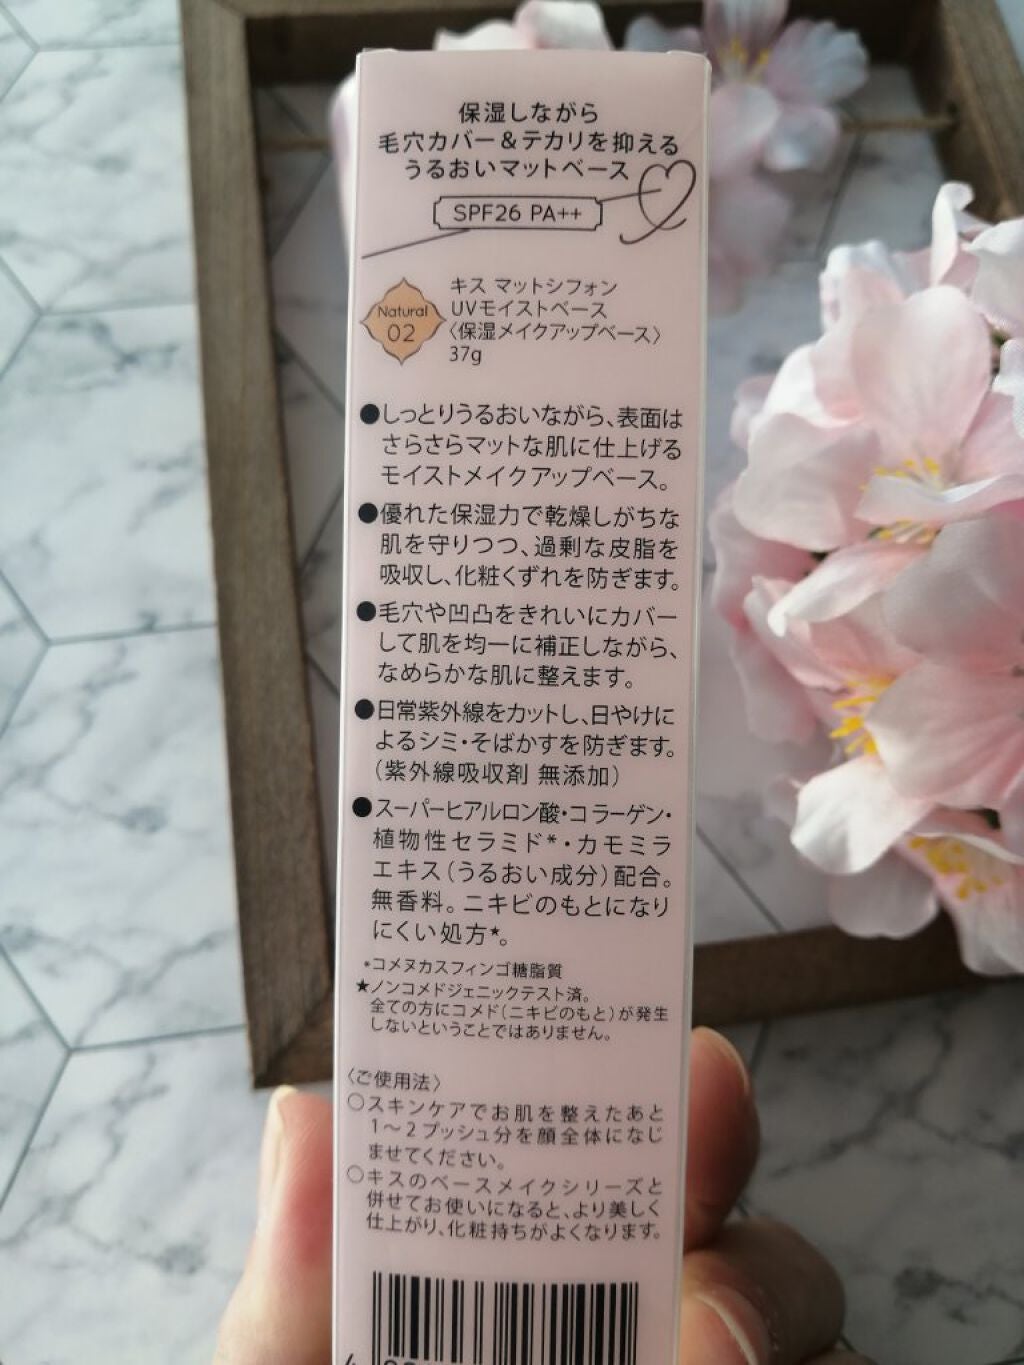 保湿しながら
毛穴カバー&テカリを抑える
うるおいマットベース
SPF26 PA++
Natural
02
キス マットシフォン
UVモイストベース
〈保湿メイクアップベース〉
37g
●しっとりうるおいながら、表面は
さらさらマットな肌に仕上げる
モイストメイクアップベース。
●優れた保湿力で乾燥しがちな
肌を守りつつ、過剰な皮脂を
吸収し、化粧くずれを防ぎます。
●毛穴や凹凸をきれいにカバー
して肌を均一に補正しながら、
なめらかな肌に整えます。
●日常紫外線をカットし、日やけに
よるシミ・そばかすを防ぎます。
(紫外線吸収剤 無添加)
●スーパーヒアルロン酸・コラーゲン・
植物性セラミド*・カモミラ
エキス(うるおい成分)配合。
無香料。ニキビのもとになり
にくい処方★。
*コメヌカスフィンゴ糖脂質
★ノンコメドジェニックテスト済。
全ての方にコメド(ニキビのもと)が発生
しないということではありません。
〈ご使用法〉
○スキンケアでお肌を整えたあと
1〜2プッシュ分を顔全体になじ
ませてください。
○キスのベースメイクシリーズと
併せてお使いになると、より美しく
仕上がり、化粧持ちがよくなります。